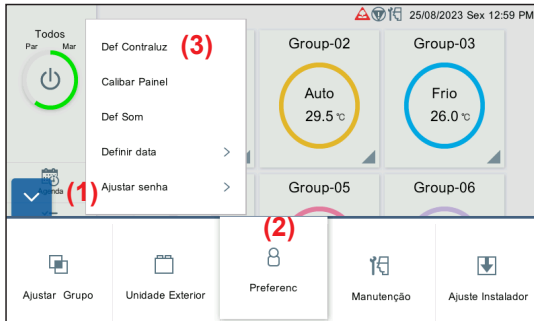 25/08/2023 Sex 12:59 PM
Todos
Par Mar
Def Contraluz (3)
Calibar Painel
Def Som
Definir data >
Ajustar senha >
Group-02
Auto
29.5 °C
Group-03
Frio
26.0 °C
(1)
Group-05
Group-06
(2)
Ajustar Grupo
Unidade Exterior
Preferenc
Manutenção
Ajuste Instalador